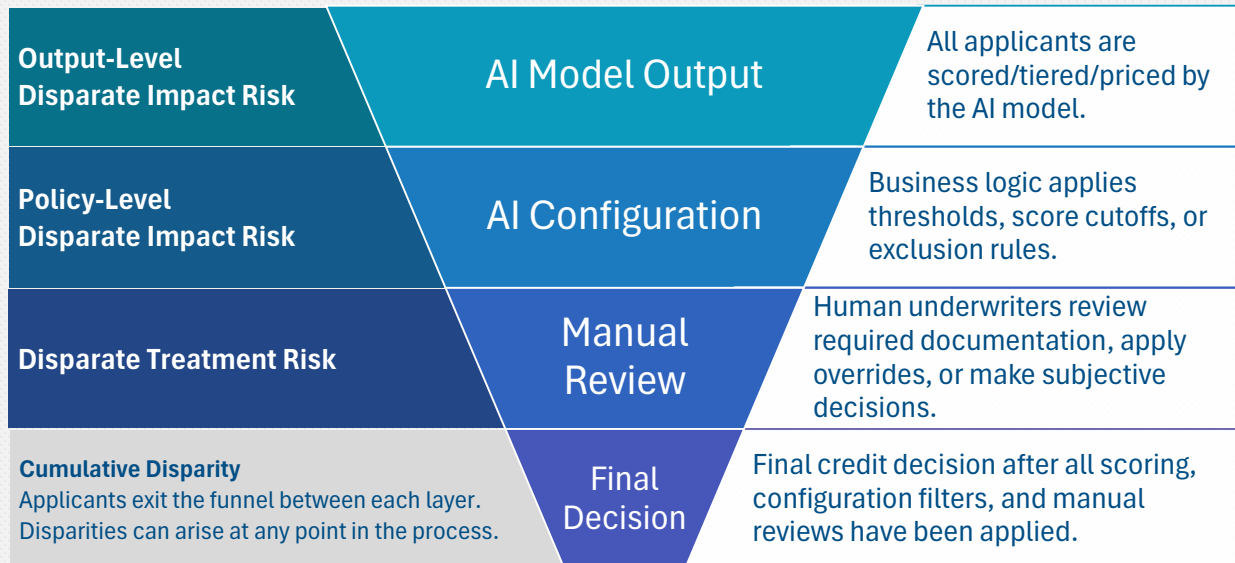 Output-Level
Disparate Impact Risk
AI Model Output
All applicants are
scored/tiered/priced by
the AI model.
Policy-Level
Disparate Impact Risk
AI Configuration
Business logic applies
thresholds, score cutoffs, or
exclusion rules.
Disparate Treatment Risk
Manual
Review
Human underwriters review
required documentation, apply
overrides, or make subjective
decisions.
Cumulative Disparity
Applicants exit the funnel between each layer.
Disparities can arise at any point in the process.
Final
Decision
Final credit decision after all scoring,
configuration filters, and manual
reviews have been applied.